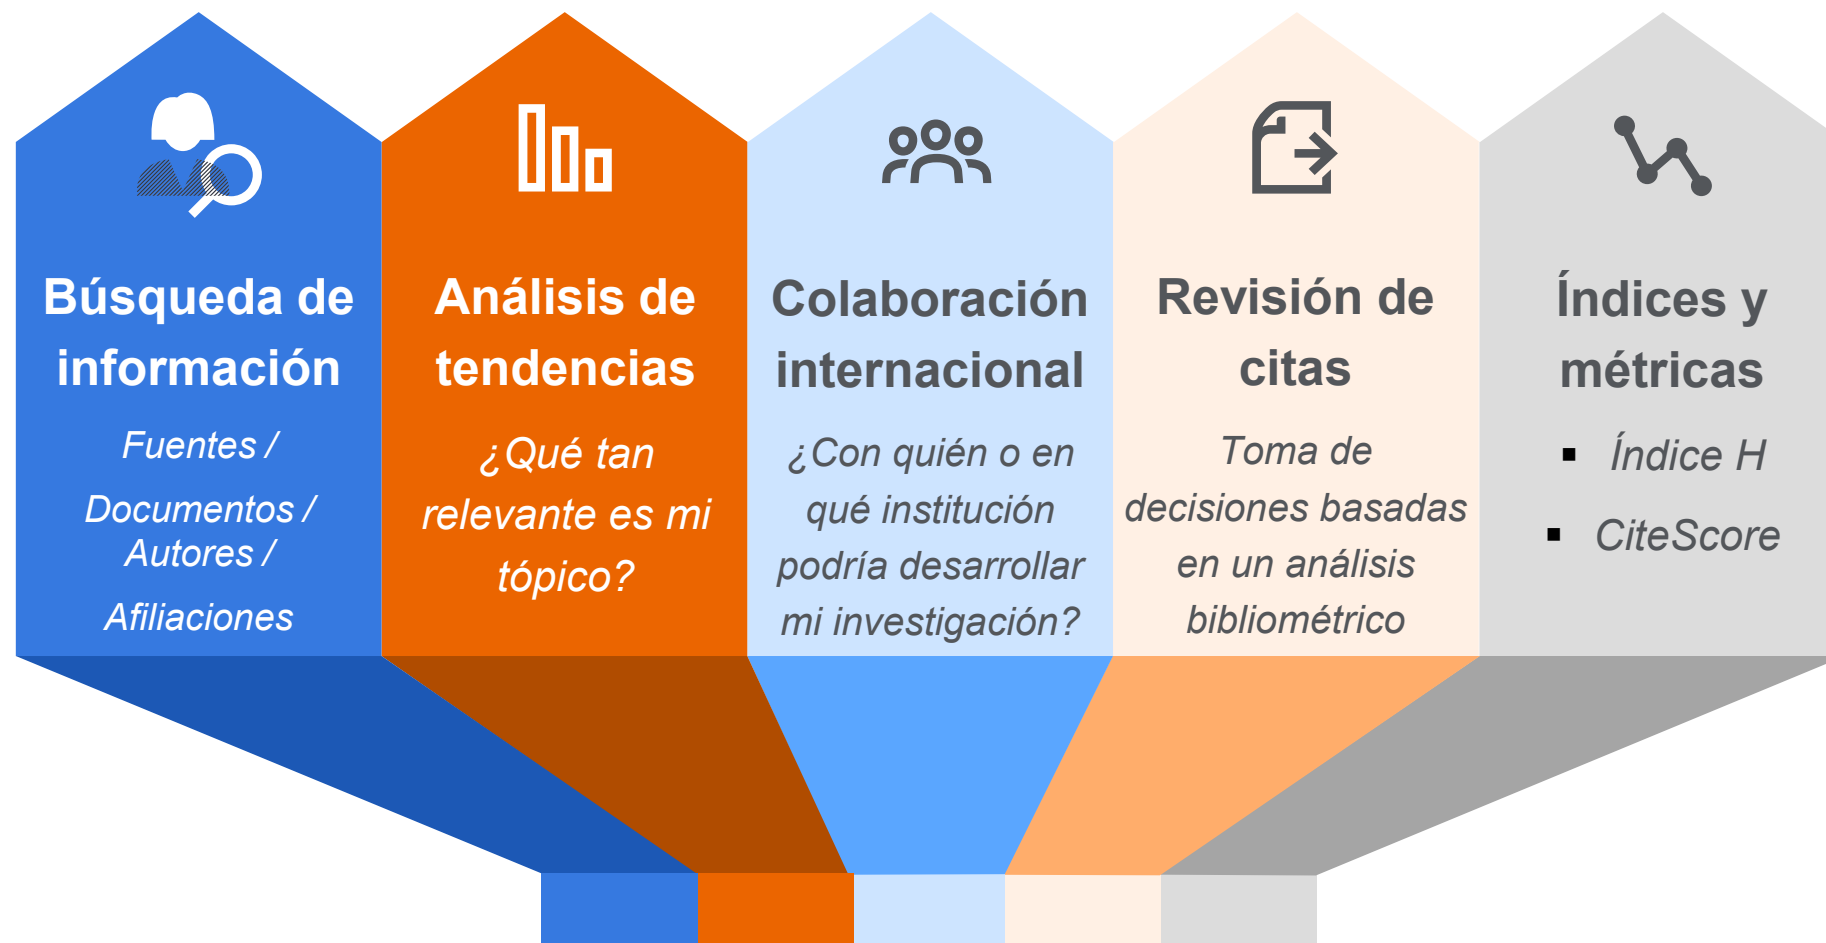 Búsqueda de
información
Fuentes /
Documentos /
Autores /
Afiliaciones
Análisis de
tendencias
¿Qué tan
relevante es mi
tópico?
Colaboración
internacional
¿Con quién o en
qué institución
podría desarrollar
mi investigación?
Revisión de
citas
Toma de
decisiones basadas
en un análisis
bibliométrico
Índices y
métricas
▪ Índice H
▪ CiteScore